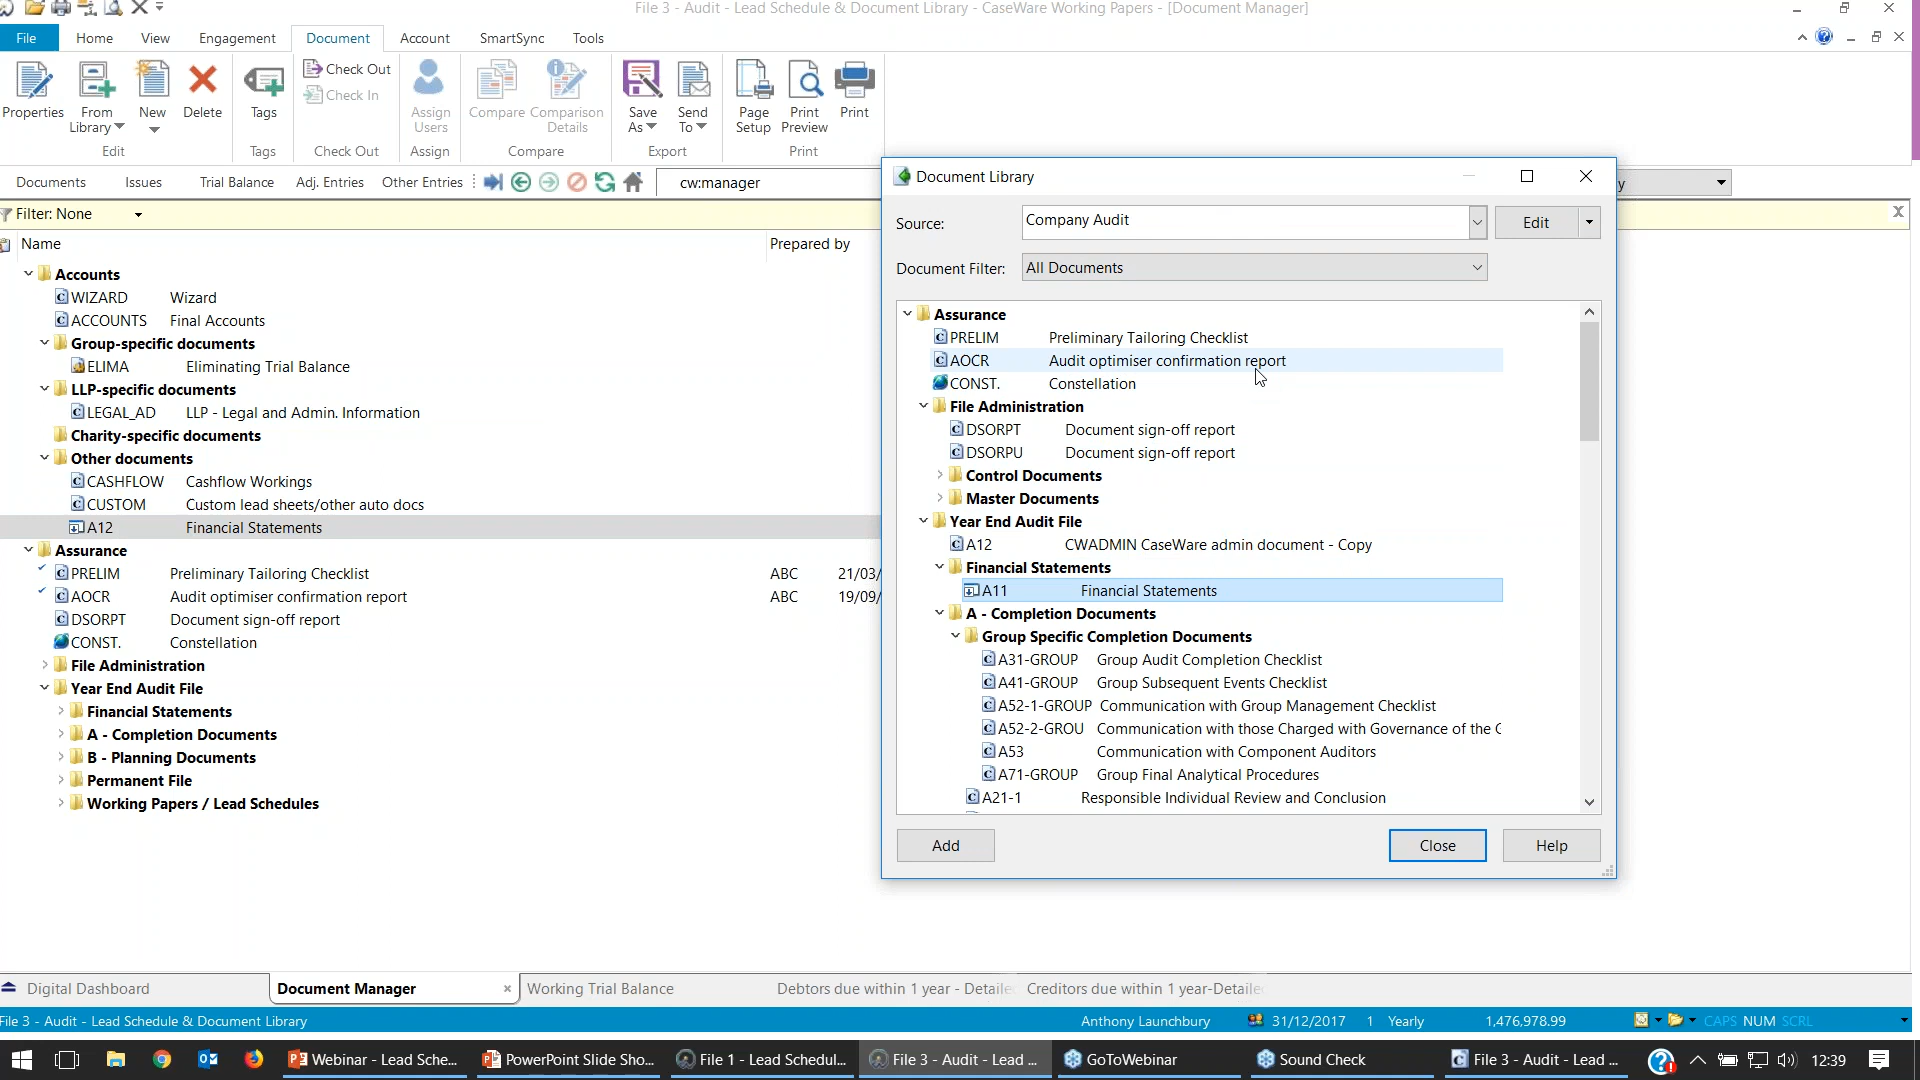 File 3 - Audit - Lead Schedule & Document Library - CaseWare Working Papers - [Document Manager]
File Home View Engagement Document Account SmartSync Tools
Properties
From Library
New
Delete
Edit
Tags
Tags
Check Out
Check In
Check Out
Assign Users
Assign
Compare
Comparison Details
Compare
Save As
Send To
Export
Page Setup
Print Preview
Print
Print
Documents Issues Trial Balance Adj. Entries Other Entries cw:manager
y
Filter: None
Name Prepared by
Accounts
WIZARD Wizard
ACCOUNTS Final Accounts
Group-specific documents
ELIMA Eliminating Trial Balance
LLP-specific documents
LEGAL_AD LLP - Legal and Admin. Information
Charity-specific documents
Other documents
CASHFLOW Cashflow Workings
CUSTOM Custom lead sheets/other auto docs
A12 Financial Statements
Assurance
PRELIM Preliminary Tailoring Checklist ABC 21/03/
AOCR Audit optimiser confirmation report ABC 19/09/
DSORPT Document sign-off report
CONST. Constellation
File Administration
Year End Audit File
Financial Statements
A - Completion Documents
B - Planning Documents
Permanent File
Working Papers / Lead Schedules
Document Library
Source: Company Audit Edit
Document Filter: All Documents
Assurance
PRELIM Preliminary Tailoring Checklist
AOCR Audit optimiser confirmation report
CONST. Constellation
File Administration
DSORPT Document sign-off report
DSORPU Document sign-off report
Control Documents
Master Documents
Year End Audit File
A12 CWADMIN CaseWare admin document - Copy
Financial Statements
A11 Financial Statements
A - Completion Documents
Group Specific Completion Documents
A31-GROUP Group Audit Completion Checklist
A41-GROUP Group Subsequent Events Checklist
A52-1-GROUP Communication with Group Management Checklist
A52-2-GROU Communication with those Charged with Governance of the
A53 Communication with Component Auditors
A71-GROUP Group Final Analytical Procedures
A21-1 Responsible Individual Review and Conclusion
Add Close Help
Digital Dashboard Document Manager Working Trial Balance Debtors due within 1 year - Detaile Creditors due within 1 year-Detaile
File 3 - Audit - Lead Schedule & Document Library Anthony Launchbury 31/12/2017 1 Yearly 1,476,978.99 CAPS NUM SCRL
Webinar - Lead Sche... PowerPoint Slide Sho... File 1 - Lead Schedul... File 3 - Audit - Lead ... GoToWebinar Sound Check File 3 - Audit - Lead ... 12:39